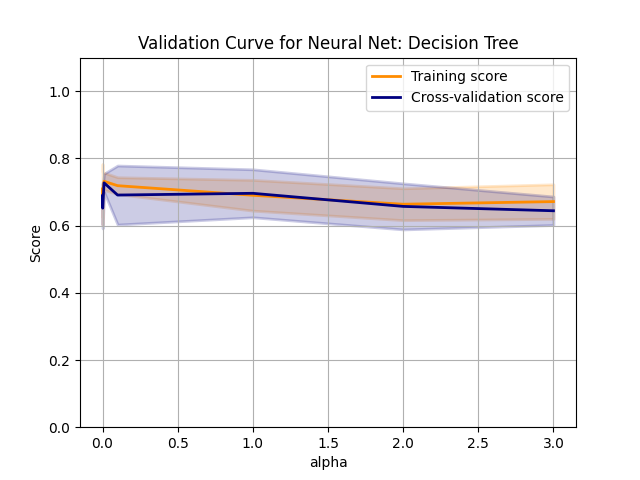 Validation Curve for Neural Net: Decision Tree
Training score
Cross-validation score
Score
1.0
0.8
0.6
0.4
0.2
0.0
0.0 0.5 1.0 1.5 2.0 2.5 3.0
alpha